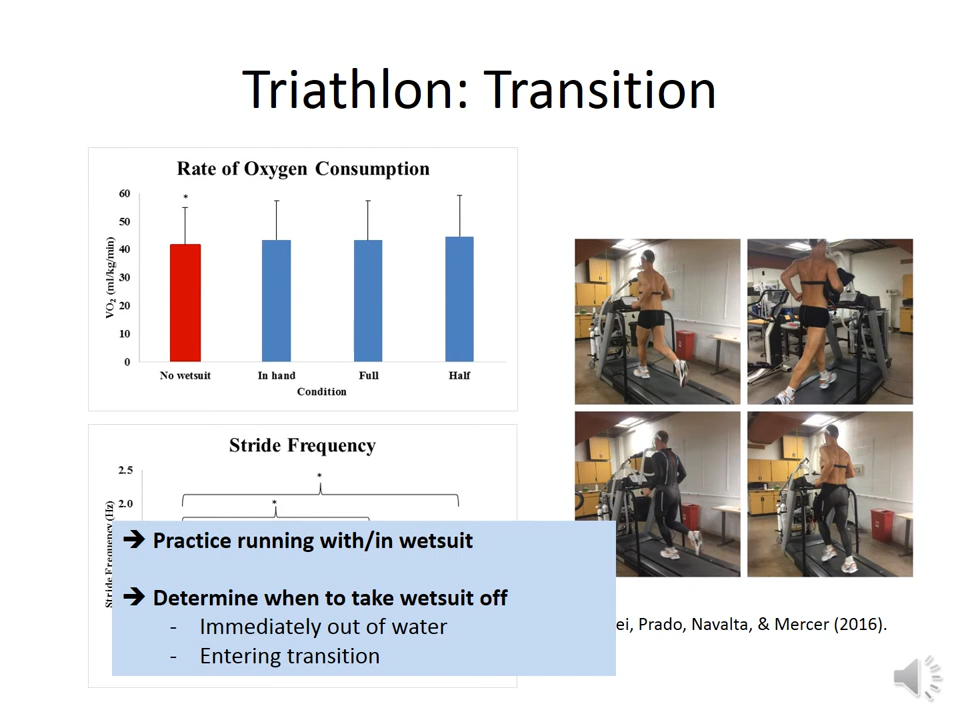 Triathlon: Transition
Rate of Oxygen Consumption
*
60
50
40
30
20
10
0
VO₂ (ml/kg/min)
No wetsuit In hand Full Half
Condition
Stride Frequency
*
2.5
*
2.0
Stride Frequency (Hz)
➔ Practice running with/in wetsuit
➔ Determine when to take wetsuit off
- Immediately out of water
- Entering transition
Prado, Navalta, & Mercer (2016).